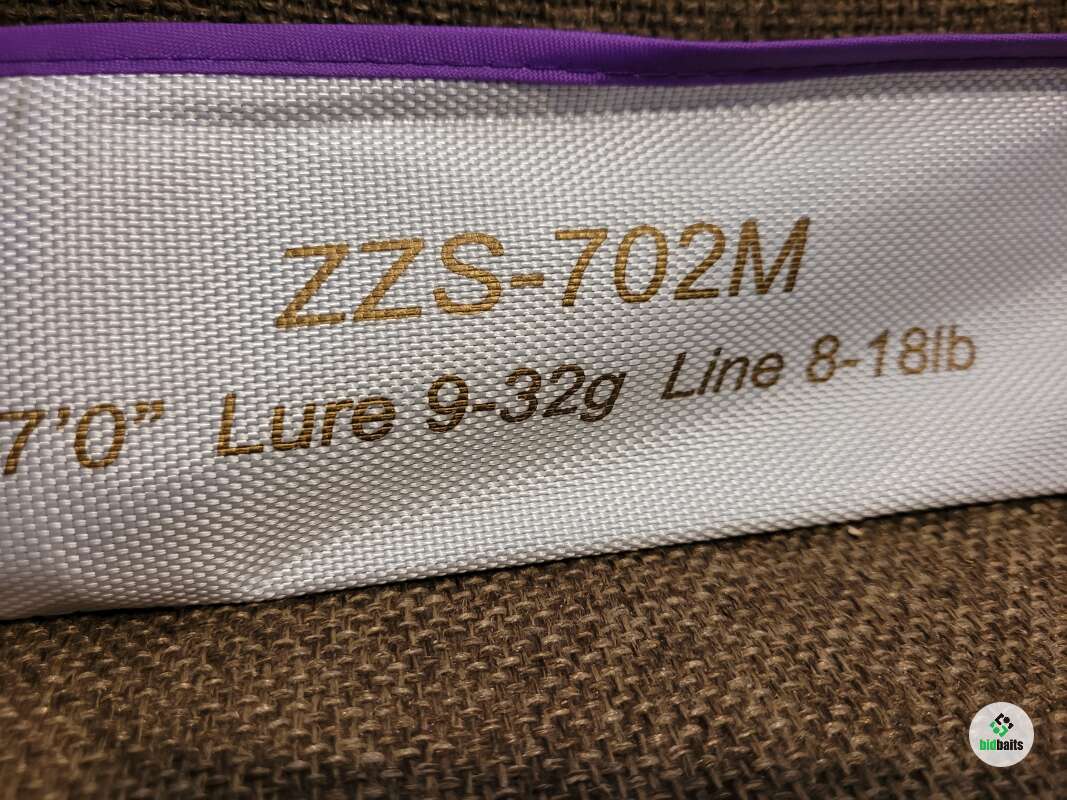 ZZS-702M
7’0” Lure 9-32g Line 8-18lb
bidbaits